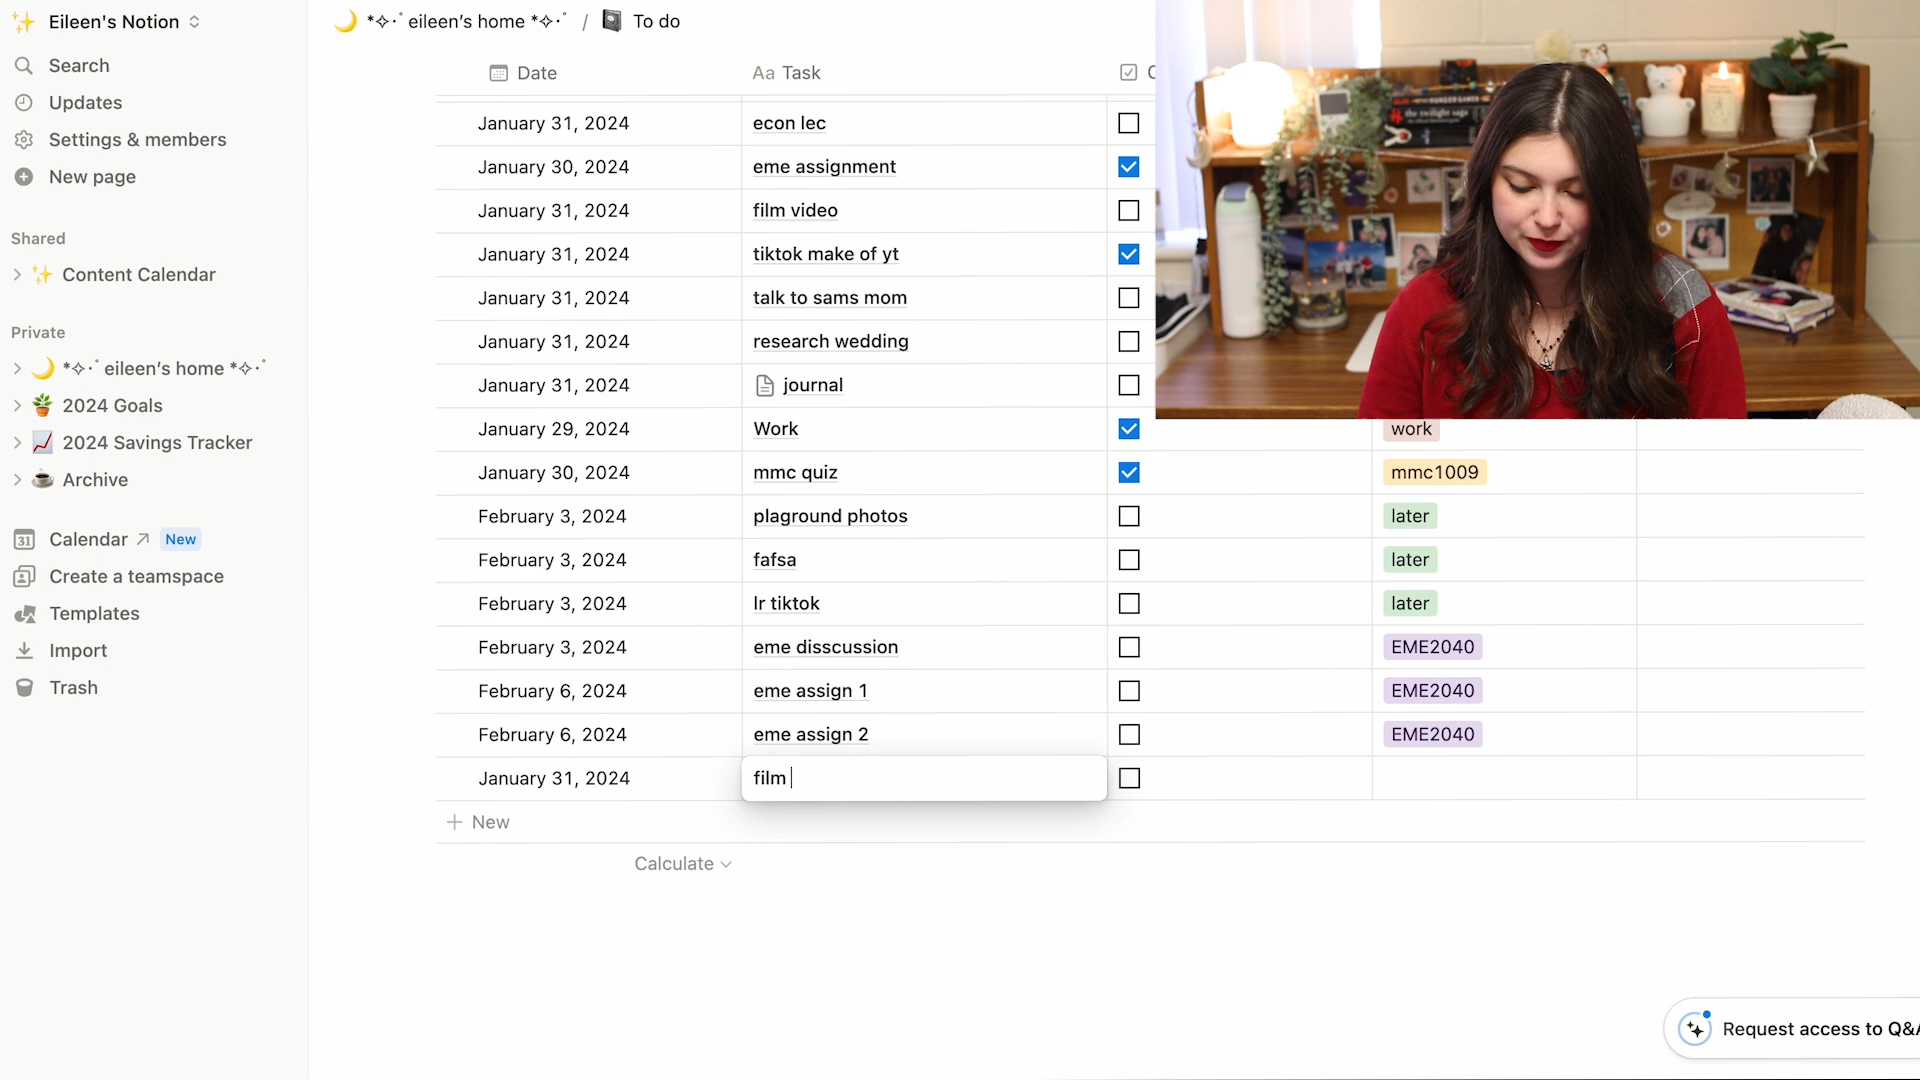 Eileen's Notion
Search
Updates
Settings & members
New page
Shared
Content Calendar
Private
*✧･ﾟ eileen's home *✧･ﾟ
2024 Goals
2024 Savings Tracker
Archive
31 Calendar ↗ New
Create a teamspace
Templates
Import
Trash
*✧･ﾟ eileen's home *✧･ﾟ / To do
Date Aa Task
January 31, 2024 econ lec
January 30, 2024 eme assignment
January 31, 2024 film video
January 31, 2024 tiktok make of yt
January 31, 2024 talk to sams mom
January 31, 2024 research wedding
January 31, 2024 journal
January 29, 2024 Work work
January 30, 2024 mmc quiz mmc1009
February 3, 2024 plaground photos later
February 3, 2024 fafsa later
February 3, 2024 lr tiktok later
February 3, 2024 eme disscussion EME2040
February 6, 2024 eme assign 1 EME2040
February 6, 2024 eme assign 2 EME2040
January 31, 2024 film
+ New
Calculate
Request access to Q&A
the twilight saga